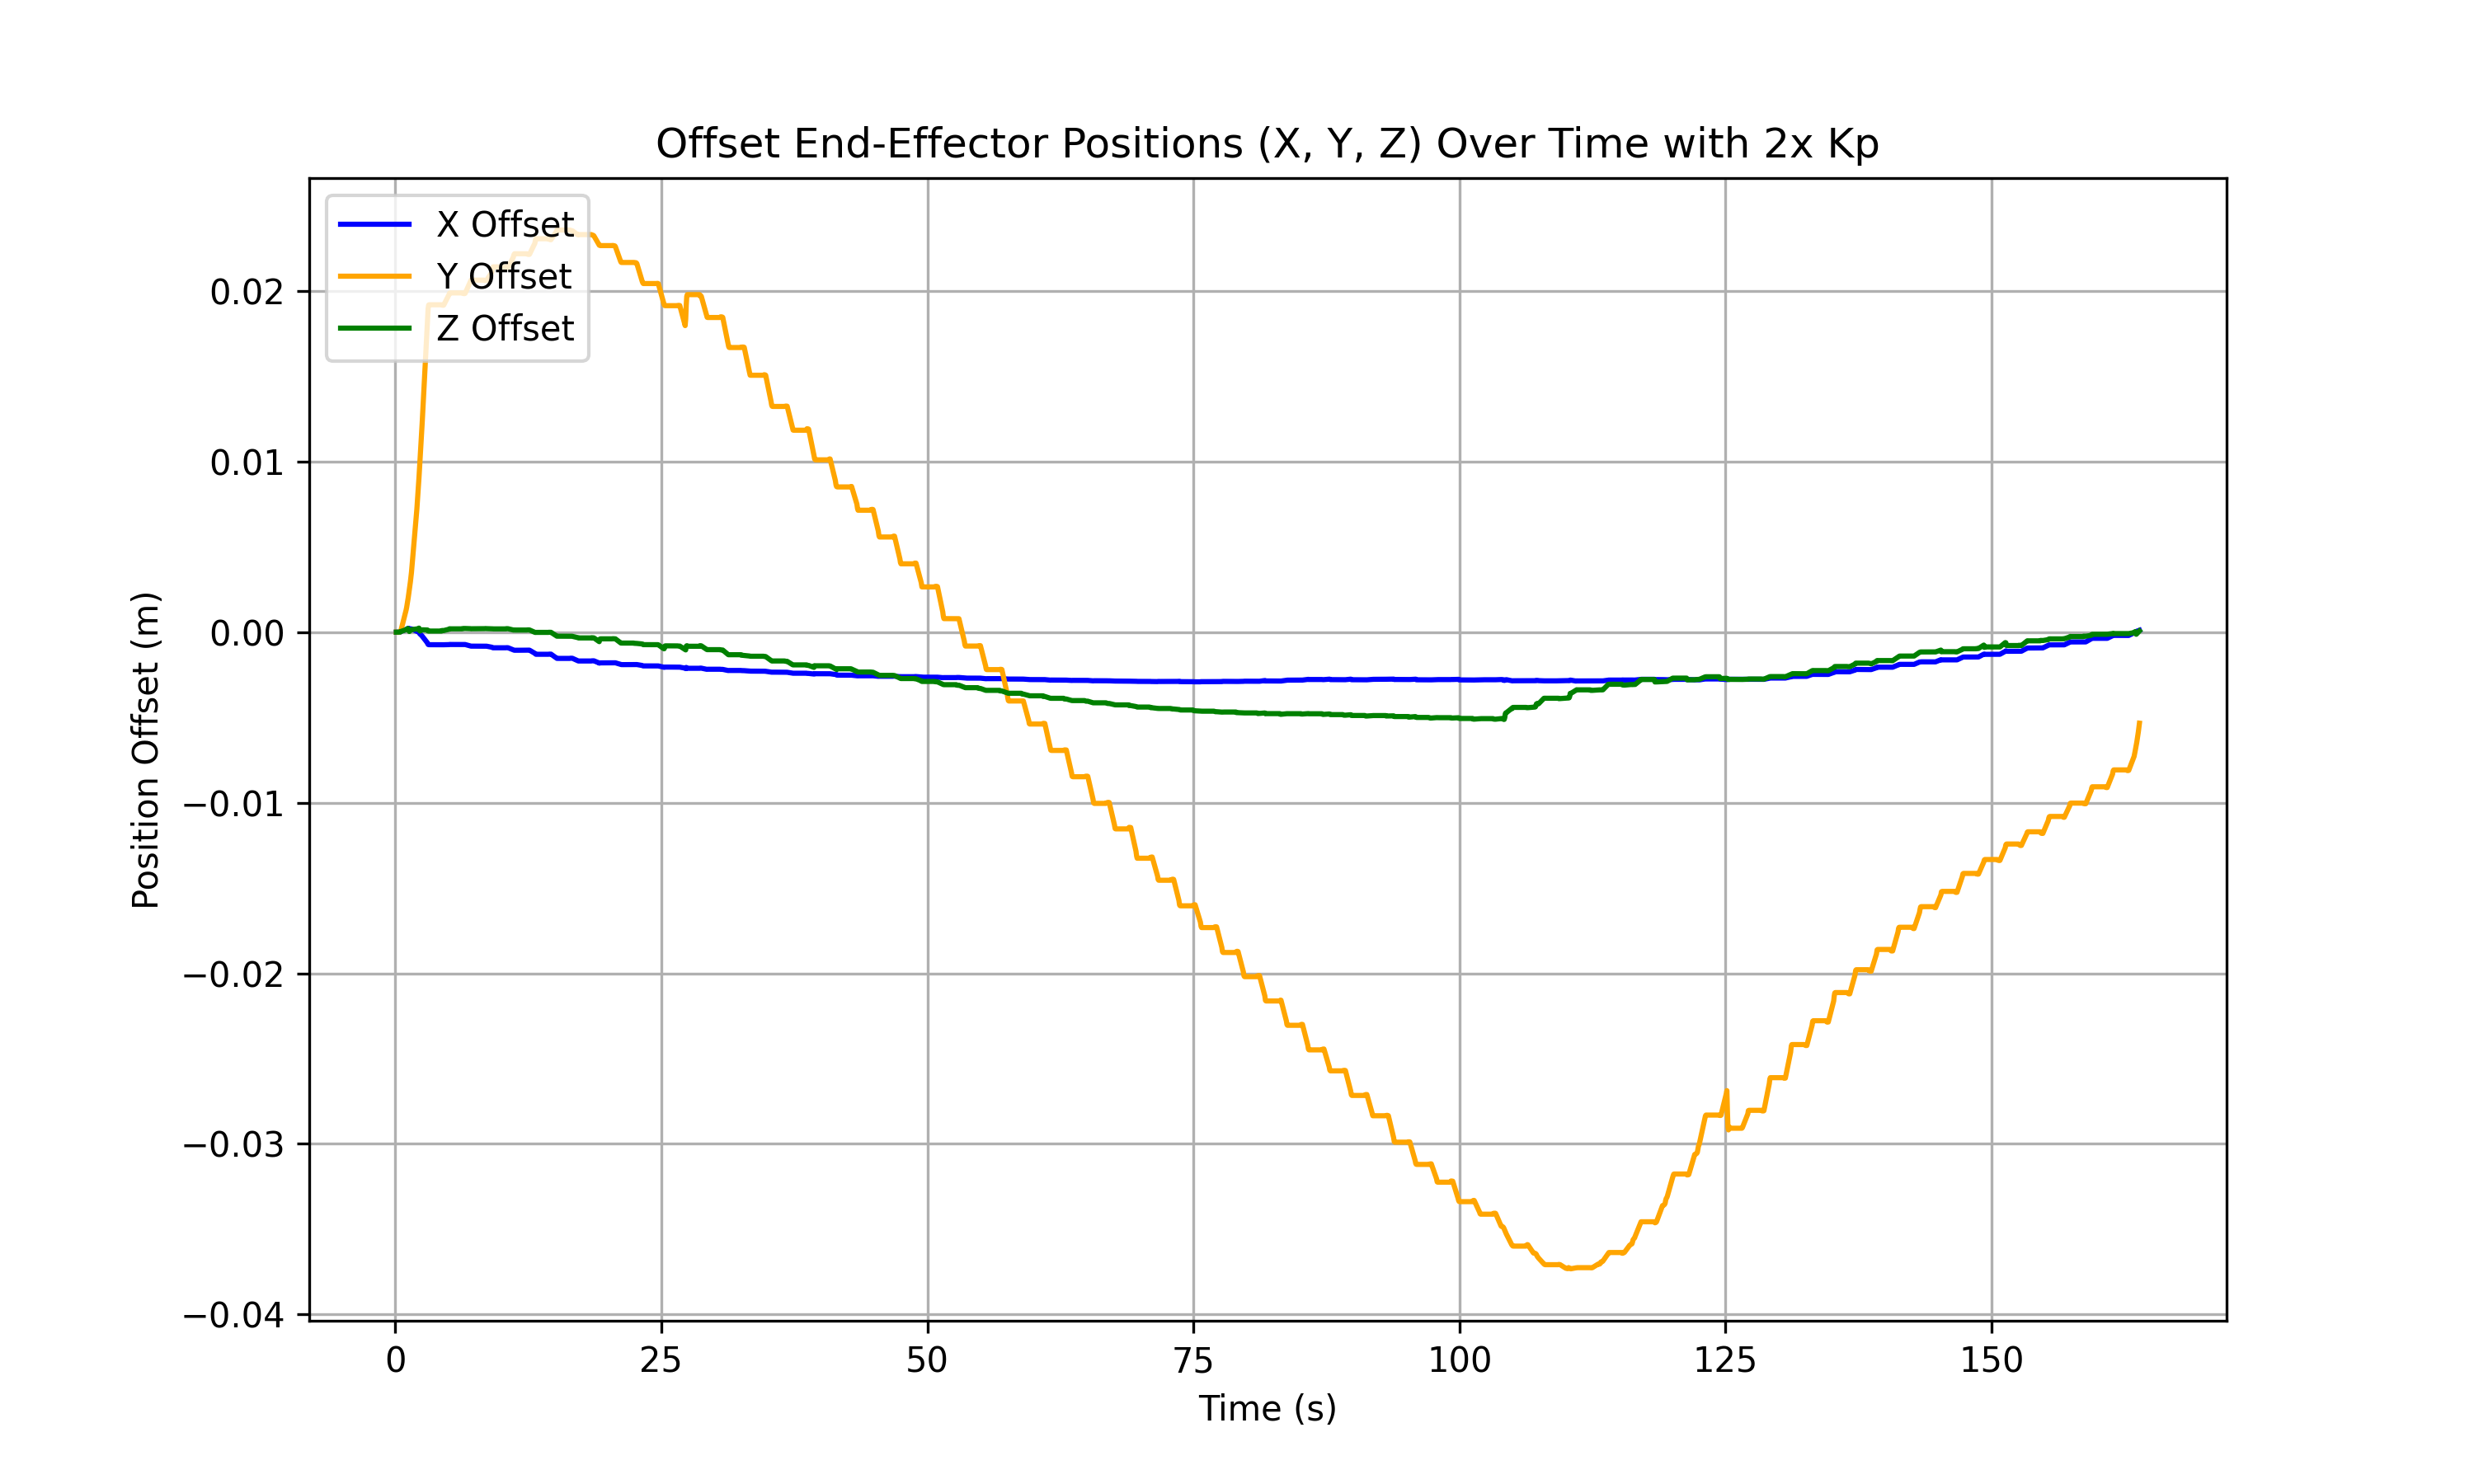 Offset End-Effector Positions (X, Y, Z) Over Time with 2x Kp
X Offset
Y Offset
Z Offset
0.02
0.01
0.00
−0.01
−0.02
−0.03
−0.04
Position Offset (m)
0 25 50 75 100 125 150
Time (s)